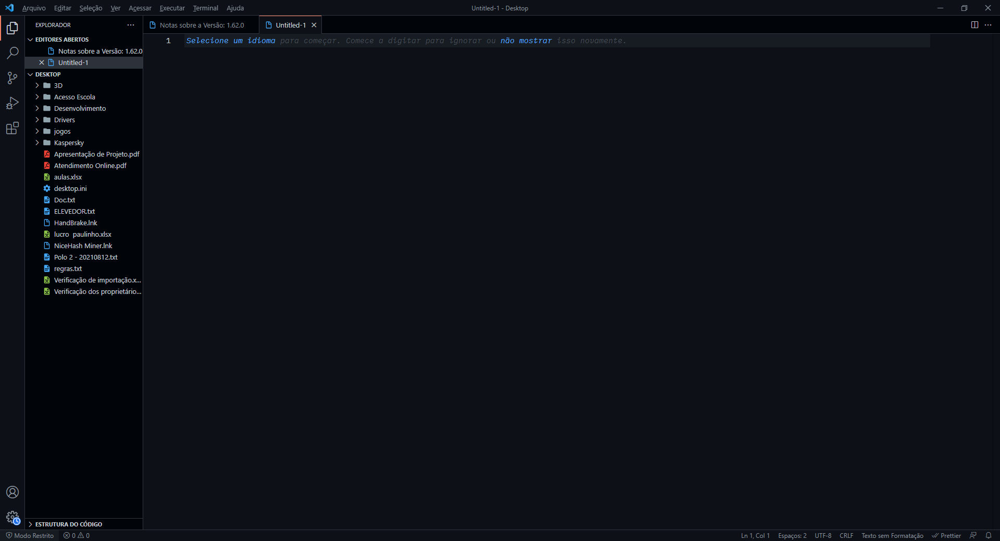 Arquivo Editar Seleção Ver Acessar Executar Terminal Ajuda
Untitled-1 - Desktop
EXPLORADOR
Notas sobre a Versão: 1.62.0
Untitled-1
EDITORES ABERTOS
Notas sobre a Versão: 1.62.0
Untitled-1
DESKTOP
3D
Acesso Escola
Desenvolvimento
Drivers
jogos
Kaspersky
Apresentação de Projeto.pdf
Atendimento Online.pdf
aulas.xlsx
desktop.ini
Doc.txt
ELEVEDOR.txt
HandBrake.lnk
lucro  paulinho.xlsx
NiceHash Miner.lnk
Polo 2 - 20210812.txt
regras.txt
Verificação de importação.x...
Verificação dos proprietário...
ESTRUTURA DO CÓDIGO
1 Selecione um idioma para começar. Comece a digitar para ignorar ou não mostrar isso novamente.
Modo Restrito 0 0 Ln 1, Col 1 Espaços: 2 UTF-8 CRLF Texto sem Formatação Prettier